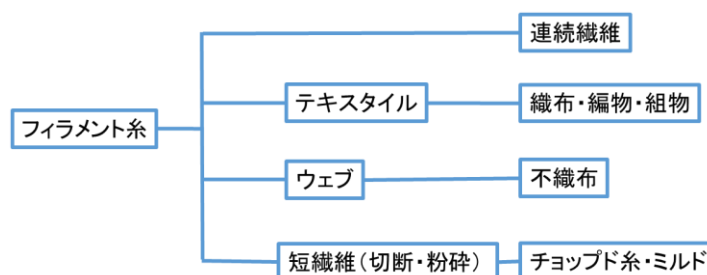 連続繊維
テキスタイル
織布・編物・組物
フィラメント糸
ウェブ
不織布
短繊維(切断・粉砕)
チョップド糸・ミルド